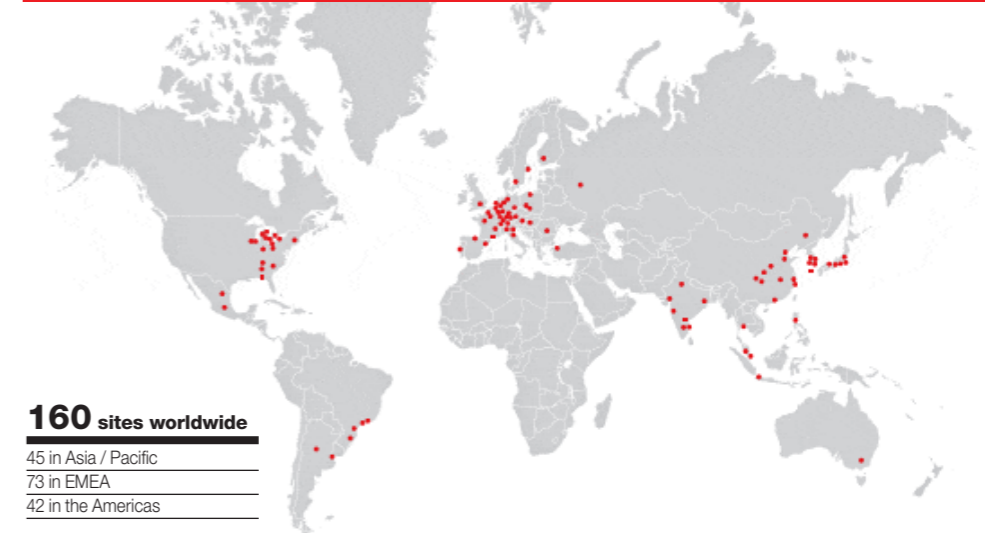 160 sites worldwide
45 in Asia / Pacific
73 in EMEA
42 in the Americas